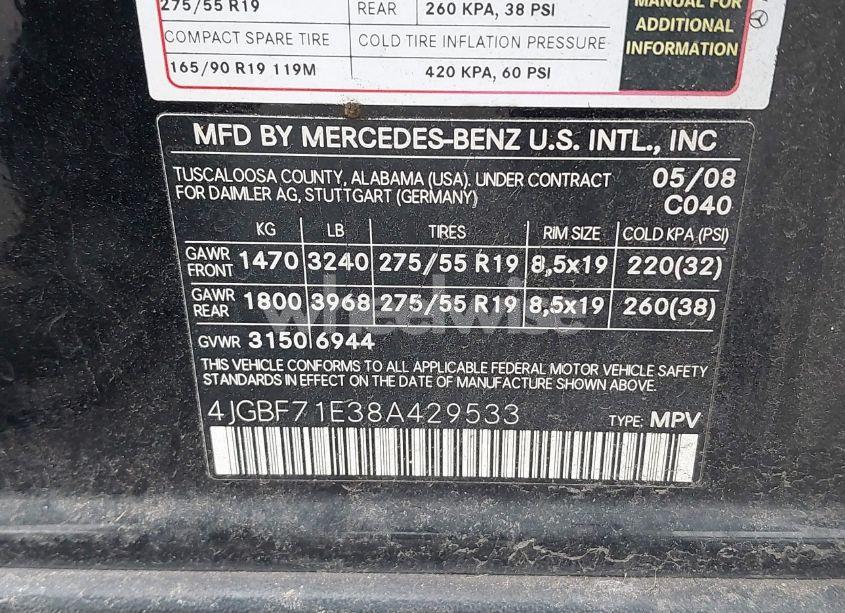 275/55 R19 REAR 260 KPA, 38 PSI
MANUAL FOR
ADDITIONAL
INFORMATION
COMPACT SPARE TIRE COLD TIRE INFLATION PRESSURE
165/90 R19 119M 420 KPA, 60 PSI
MFD BY MERCEDES-BENZ U.S. INTL., INC
TUSCALOOSA COUNTY, ALABAMA (USA). UNDER CONTRACT 05/08
FOR DAIMLER AG, STUTTGART (GERMANY) C040
KG LB TIRES RIM SIZE COLD KPA (PSI)
GAWR FRONT 1470 3240 275/55 R19 8,5x19 220(32)
GAWR REAR 1800 3968 275/55 R19 8,5x19 260(38)
wheelwise
GVWR 3150 6944
THIS VEHICLE CONFORMS TO ALL APPLICABLE FEDERAL MOTOR VEHICLE SAFETY
STANDARDS IN EFFECT ON THE DATE OF MANUFACTURE SHOWN ABOVE.
4JGBF71E38A429533 TYPE: MPV